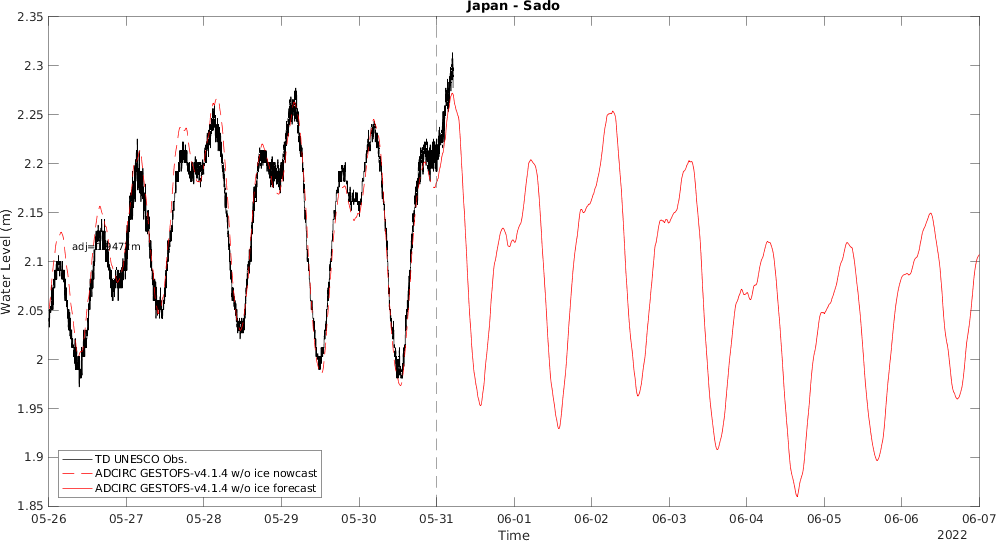 Japan - Sado
2.35
2.3
2.25
2.2
2.15
2.1
2.05
2
1.95
1.9
1.85
Water Level (m)
TD UNESCO Obs.
ADCIRC GESTOFS-v4.1.4 w/o ice nowcast
ADCIRC GESTOFS-v4.1.4 w/o ice forecast
05-26 05-27 05-28 05-29 05-30 05-31 06-01 06-02 06-03 06-04 06-05 06-06 06-07
Time
2022